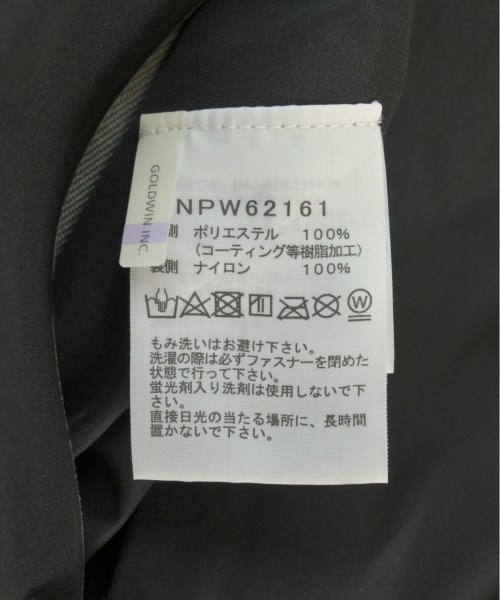 GOLDWIN INC.
NPW62161
側 ポリエステル 100%
(コーティング等樹脂加工)
裏側 ナイロン 100%
W
もみ洗いはお避け下さい。
洗濯の際は必ずファスナーを閉めた
状態で行って下さい。
蛍光剤入り洗剤は使用しないで下
さい。
直接日光の当たる場所に、長時間
置かないで下さい。